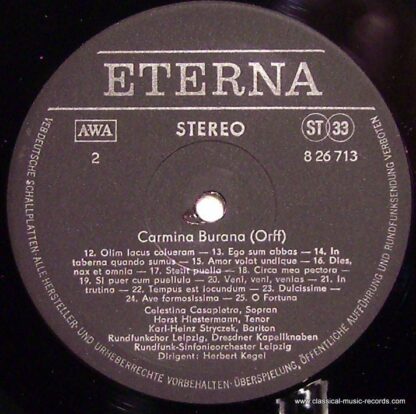 ETERNA
AWA
STEREO
ST 33
2
8 26 713
Carmina Burana (Orff)
12. Olim lacus colueram — 13. Ego sum abbas — 14. In
taberna quando sumus — 15. Amor volat undique — 16. Dies,
nox et omnia — 17. Stetit puella — 18. Circa mea pectora —
19. Si puer cum puellula — 20. Veni, veni, venias — 21. In
trutina — 22. Tempus est jocundum — 23. Dulcissime —
24. Ave formosissima — 25. O Fortuna
Celestina Casapietra, Sopran
Horst Hiestermann, Tenor
Karl-Heinz Stryczek, Bariton
Rundfunkchor Leipzig, Dresdner Kapellknaben
Rundfunk-Sinfonieorchester Leipzig
Dirigent: Herbert Kegel
VEB DEUTSCHE SCHALLPLATTEN · ALLE HERSTELLER- UND URHEBERRECHTE VORBEHALTEN · ÜBERSPIELUNG, ÖFFENTLICHE AUFFÜHRUNG UND RUNDFUNKSENDUNG VERBOTEN
www.classical-music-records.com